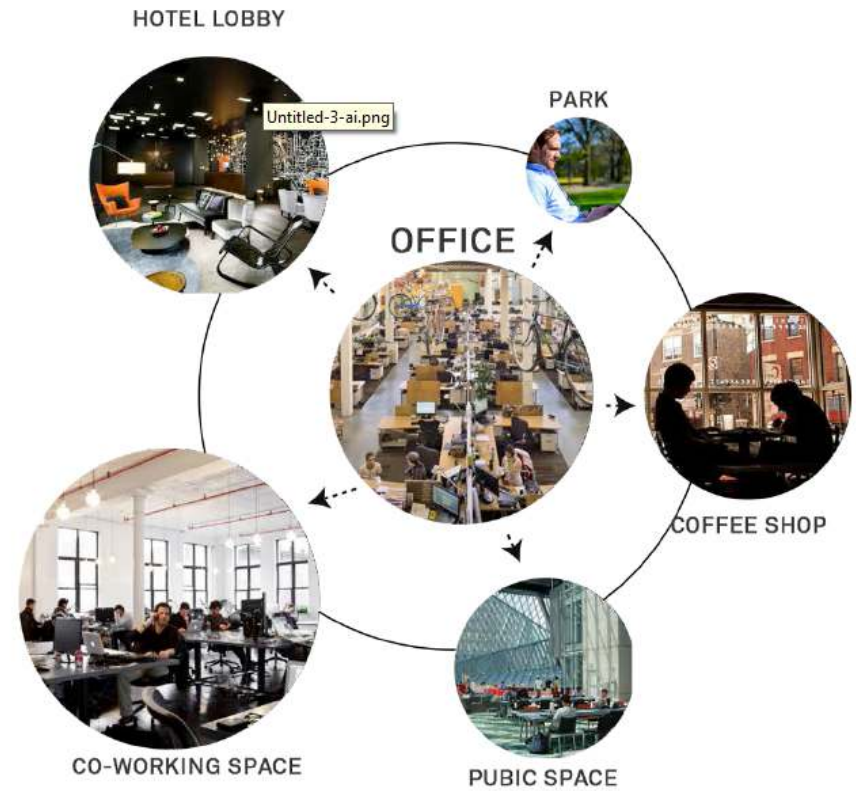 HOTEL LOBBY
Untitled-3-ai.png
PARK
OFFICE
COFFEE SHOP
CO-WORKING SPACE
PUBIC SPACE